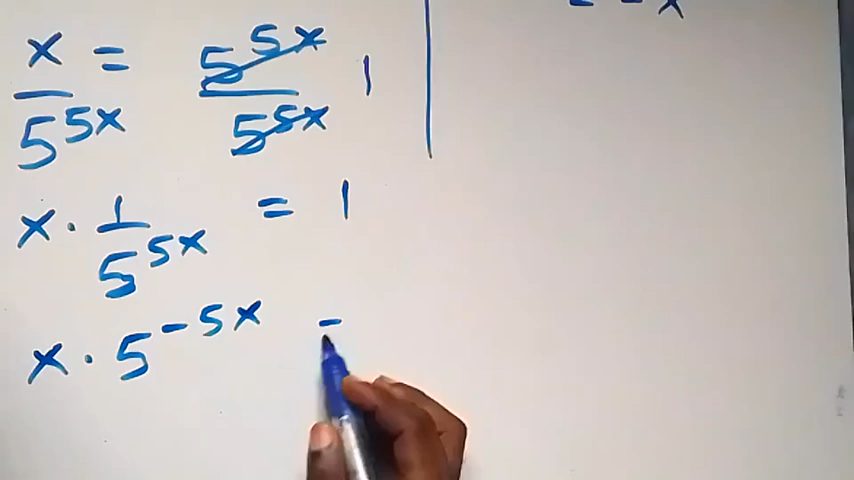 x/5^5x = 5^5x/5^5x 1
x · 1/5^5x = 1
x · 5^-5x -